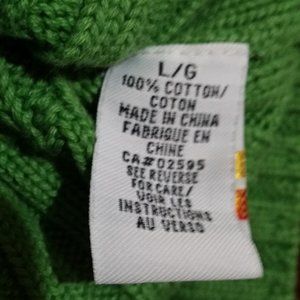 L/G
100% COTTON/
COTON
MADE IN CHINA
FABRIQUE EN
CHINE
CA#02595
SEE REVERSE
FOR CARE/
VOIR LES
INSTRUCTIONS
AU VERSO